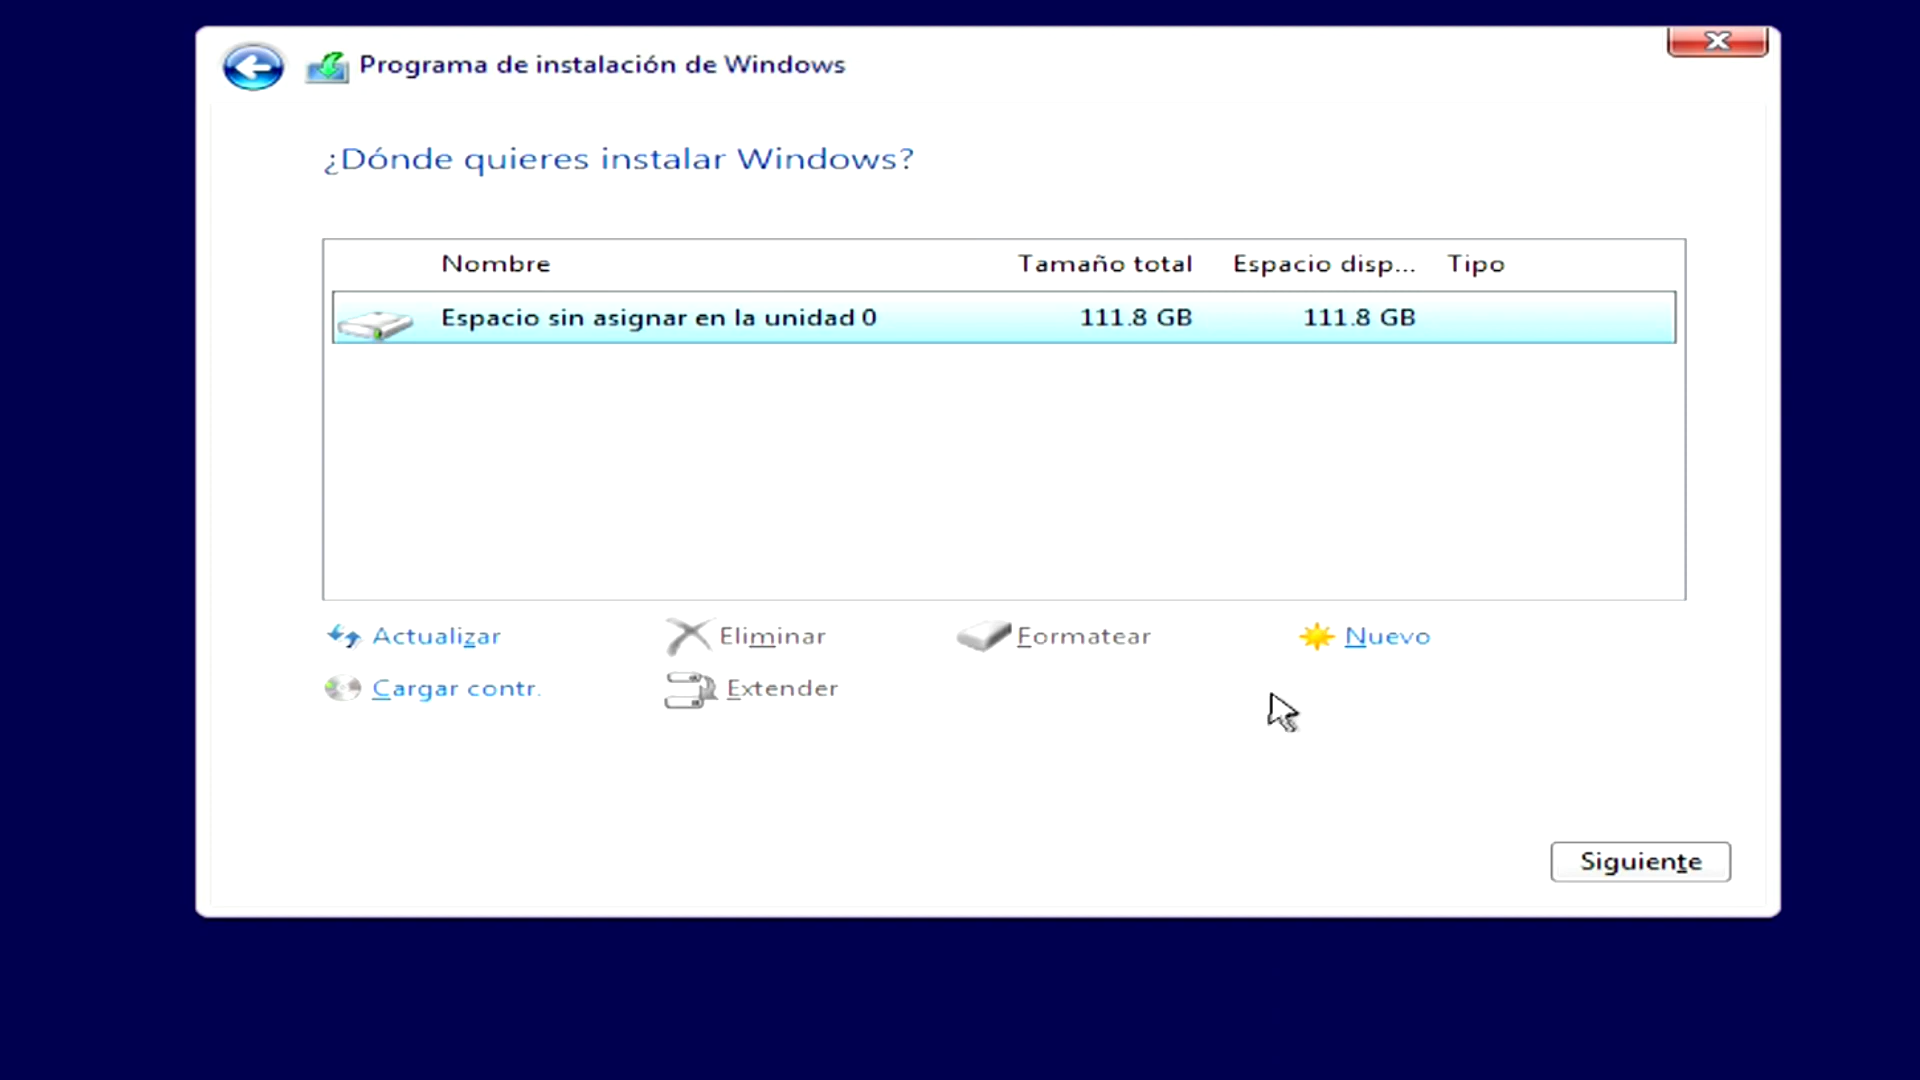 Programa de instalación de Windows
¿Dónde quieres instalar Windows?
Nombre Tamaño total Espacio disp... Tipo
Espacio sin asignar en la unidad 0 111.8 GB 111.8 GB
Actualizar Eliminar Formatear Nuevo
Cargar contr. Extender
Siguiente